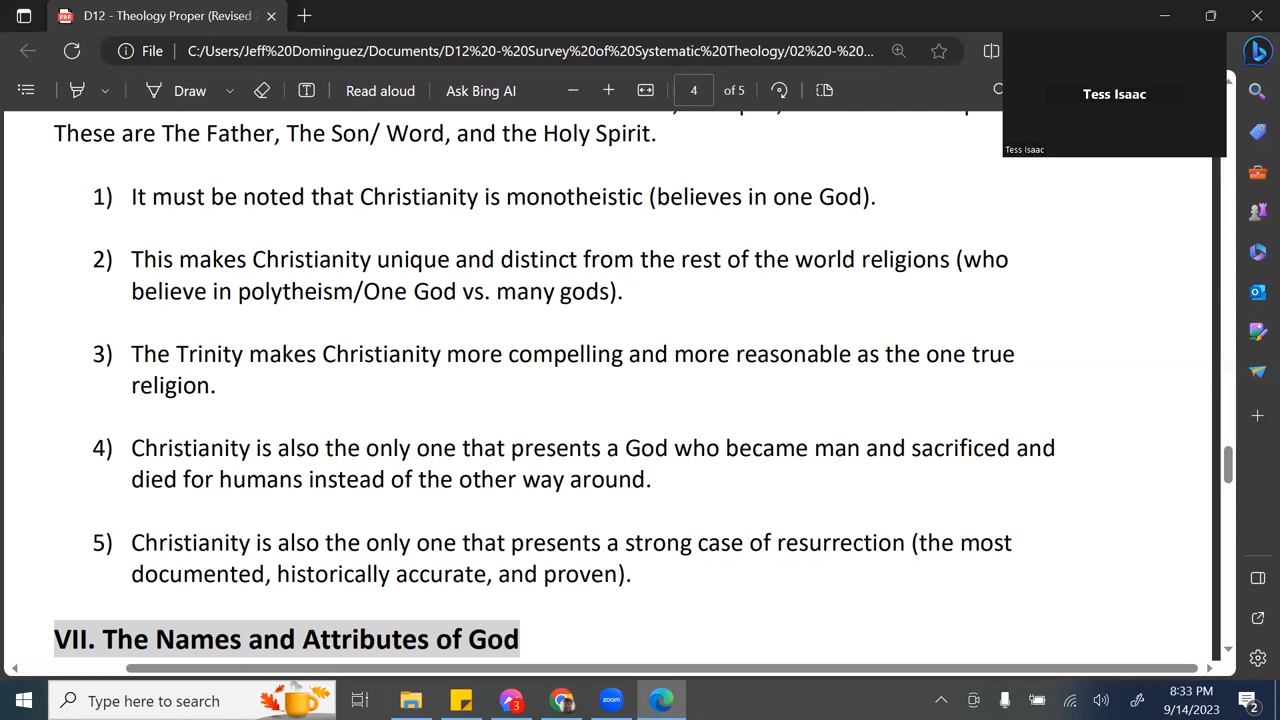 D12 - Theology Proper (Revised
File
C:/Users/Jeff%20Dominguez/Documents/D12%20-%20Survey%20of%20Systematic%20Theology/02%20-%20...
Draw
Read aloud
Ask Bing AI
4 of 5
Tess Isaac
Tess Isaac
These are The Father, The Son/ Word, and the Holy Spirit.
1) It must be noted that Christianity is monotheistic (believes in one God).
2) This makes Christianity unique and distinct from the rest of the world religions (who
believe in polytheism/One God vs. many gods).
3) The Trinity makes Christianity more compelling and more reasonable as the one true
religion.
4) Christianity is also the only one that presents a God who became man and sacrificed and
died for humans instead of the other way around.
5) Christianity is also the only one that presents a strong case of resurrection (the most
documented, historically accurate, and proven).
VII. The Names and Attributes of God
Type here to search
3
zoom
8:33 PM
9/14/2023
2